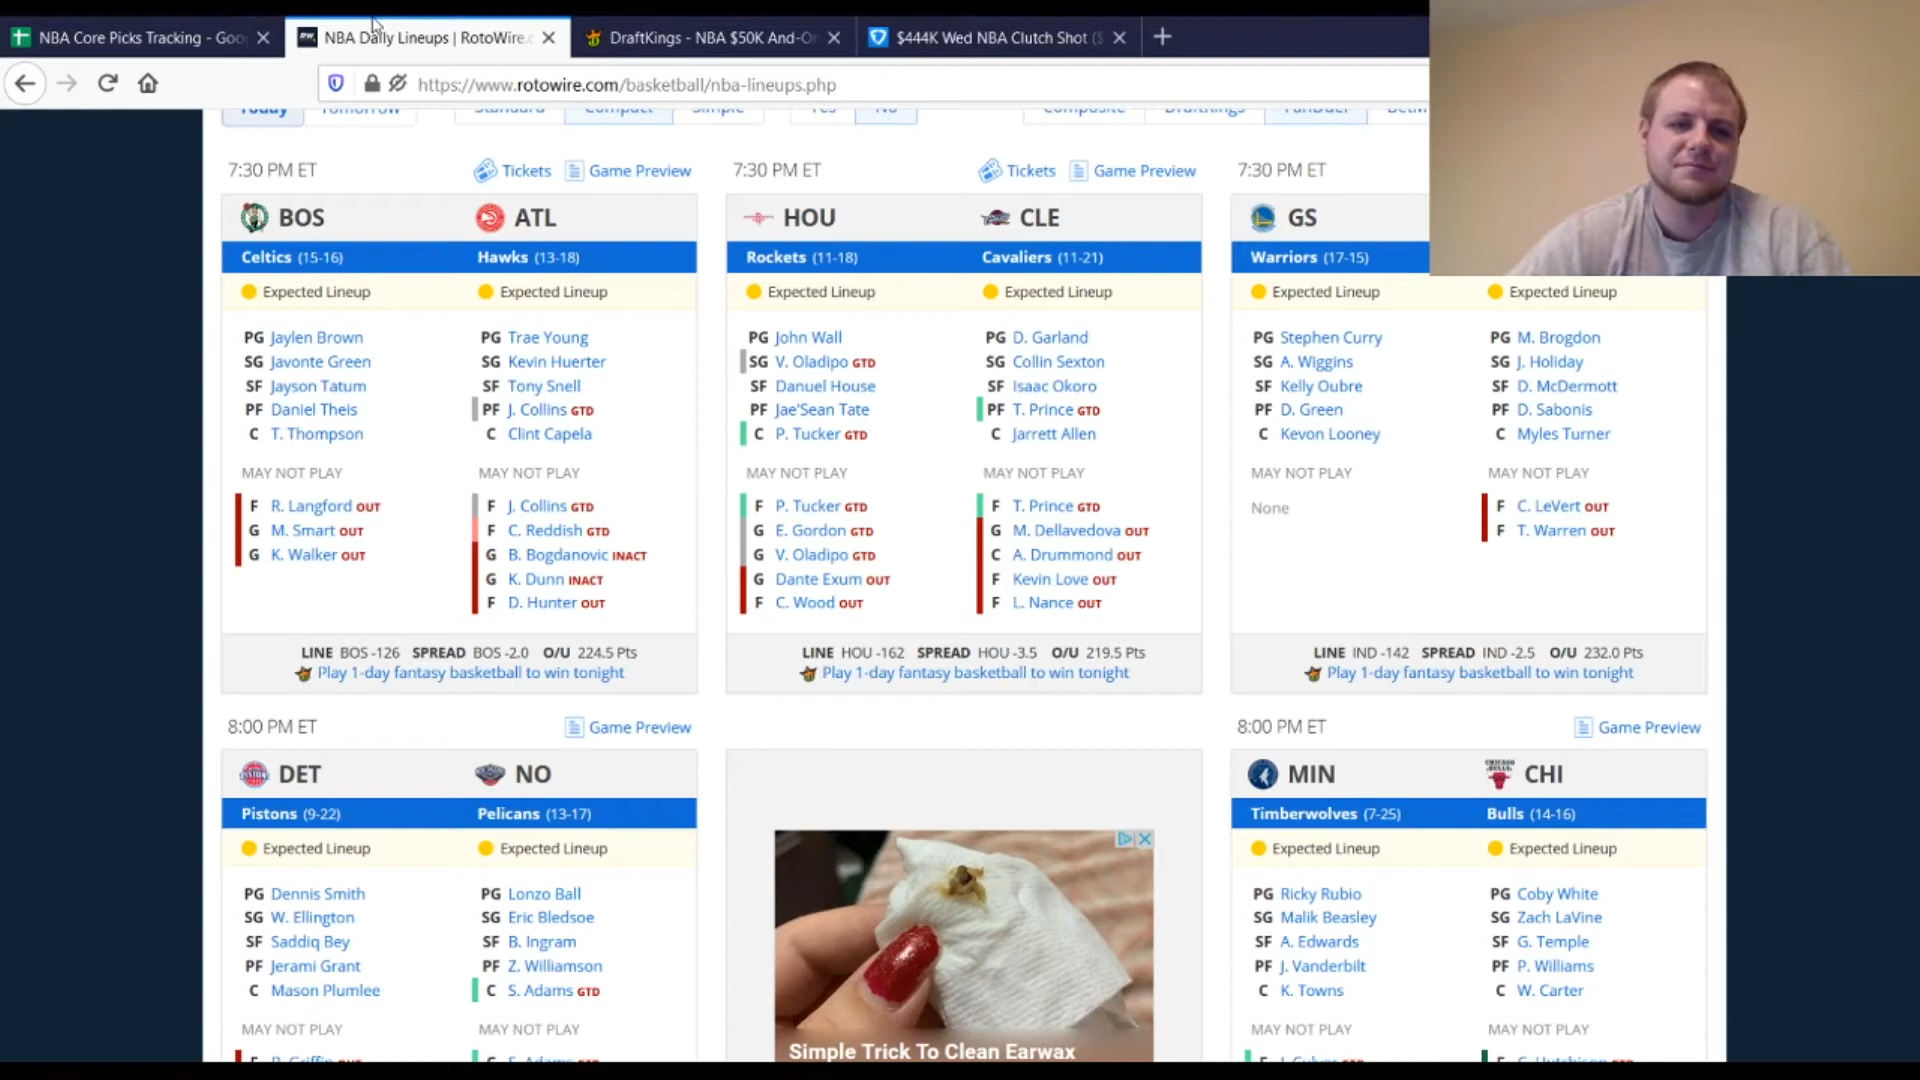 NBA Core Picks Tracking - Goo
NBA Daily Lineups | RotoWire.c
DraftKings - NBA $50K And-On
$444K Wed NBA Clutch Shot ($
https://www.rotowire.com/basketball/nba-lineups.php
Today Tomorrow Standard Compact Simple Yes No Composite DraftKings FanDuel BetM
7:30 PM ET Tickets Game Preview
BOS ATL
Celtics (15-16) Hawks (13-18)
Expected Lineup Expected Lineup
PG Jaylen Brown PG Trae Young
SG Javonte Green SG Kevin Huerter
SF Jayson Tatum SF Tony Snell
PF Daniel Theis PF J. Collins GTD
C T. Thompson C Clint Capela
MAY NOT PLAY MAY NOT PLAY
F R. Langford OUT F J. Collins GTD
G M. Smart OUT F C. Reddish GTD
G K. Walker OUT G B. Bogdanovic INACT
G K. Dunn INACT
F D. Hunter OUT
LINE BOS -126 SPREAD BOS -2.0 O/U 224.5 Pts
Play 1-day fantasy basketball to win tonight
7:30 PM ET Tickets Game Preview
HOU CLE
Rockets (11-18) Cavaliers (11-21)
Expected Lineup Expected Lineup
PG John Wall PG D. Garland
SG V. Oladipo GTD SG Collin Sexton
SF Danuel House SF Isaac Okoro
PF Jae'Sean Tate PF T. Prince GTD
C P. Tucker GTD C Jarrett Allen
MAY NOT PLAY MAY NOT PLAY
F P. Tucker GTD F T. Prince GTD
G E. Gordon GTD G M. Dellavedova OUT
G V. Oladipo GTD C A. Drummond OUT
G Dante Exum OUT F Kevin Love OUT
F C. Wood OUT F L. Nance OUT
LINE HOU -162 SPREAD HOU -3.5 O/U 219.5 Pts
Play 1-day fantasy basketball to win tonight
7:30 PM ET
GS
Warriors (17-15)
Expected Lineup Expected Lineup
PG Stephen Curry PG M. Brogdon
SG A. Wiggins SG J. Holiday
SF Kelly Oubre SF D. McDermott
PF D. Green PF D. Sabonis
C Kevon Looney C Myles Turner
MAY NOT PLAY MAY NOT PLAY
None F C. LeVert OUT
F T. Warren OUT
LINE IND -142 SPREAD IND -2.5 O/U 232.0 Pts
Play 1-day fantasy basketball to win tonight
8:00 PM ET Game Preview
DET NO
Pistons (9-22) Pelicans (13-17)
Expected Lineup Expected Lineup
PG Dennis Smith PG Lonzo Ball
SG W. Ellington SG Eric Bledsoe
SF Saddiq Bey SF B. Ingram
PF Jerami Grant PF Z. Williamson
C Mason Plumlee C S. Adams GTD
MAY NOT PLAY MAY NOT PLAY
F B. Griffin OUT C S. Adams GTD
Simple Trick To Clean Earwax
8:00 PM ET Game Preview
MIN CHI
Timberwolves (7-25) Bulls (14-16)
Expected Lineup Expected Lineup
PG Ricky Rubio PG Coby White
SG Malik Beasley SG Zach LaVine
SF A. Edwards SF G. Temple
PF J. Vanderbilt PF P. Williams
C K. Towns C W. Carter
MAY NOT PLAY MAY NOT PLAY
F J. Culver GTD F C. Hutchison GTD